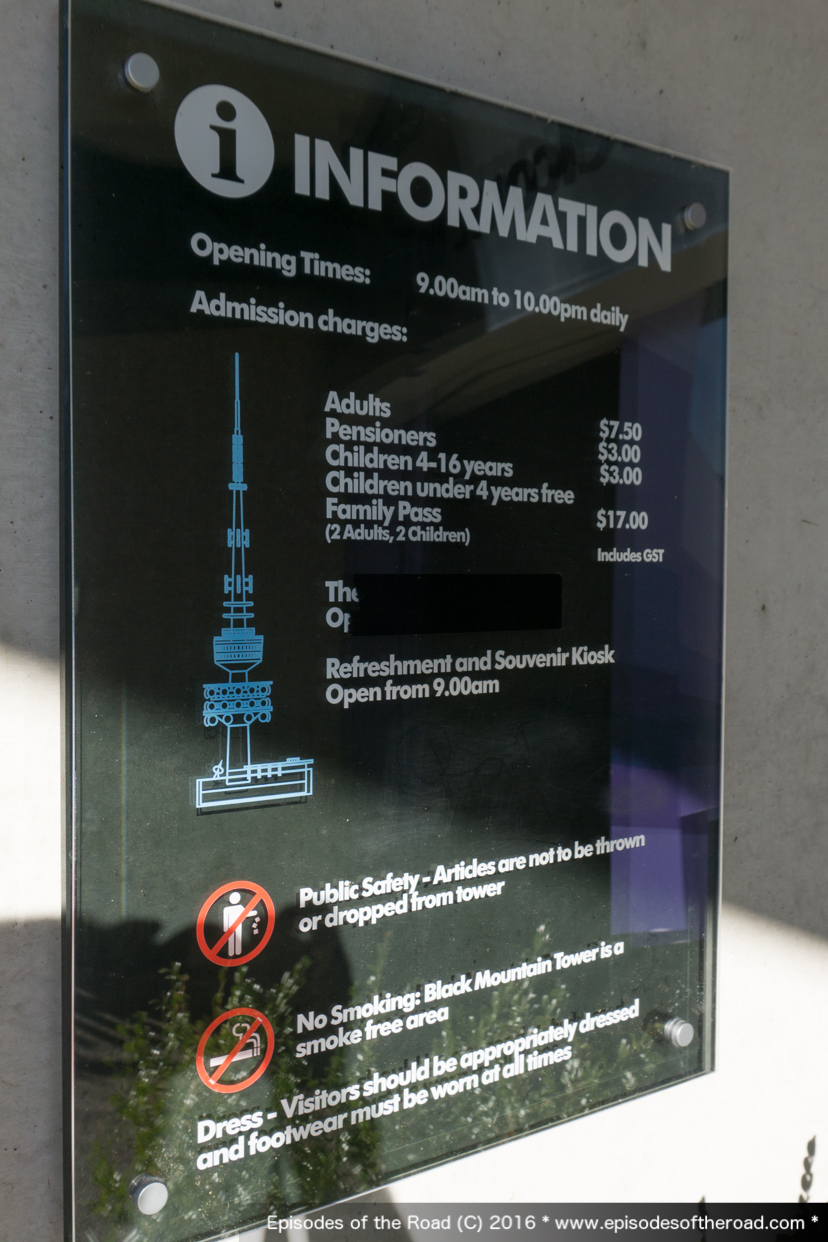 i INFORMATION
Opening Times: 9.00am to 10.00pm daily
Admission charges:
Adults $7.50
Pensioners $3.00
Children 4-16 years $3.00
Children under 4 years free
Family Pass $17.00
(2 Adults, 2 Children)
Includes GST
The
Op
Refreshment and Souvenir Kiosk
Open from 9.00am
Public Safety - Articles are not to be thrown
or dropped from tower
No Smoking: Black Mountain Tower is a
smoke free area
Dress - Visitors should be appropriately dressed
and footwear must be worn at all times
Episodes of the Road (C) 2016 * www.episodesoftheroad.com *